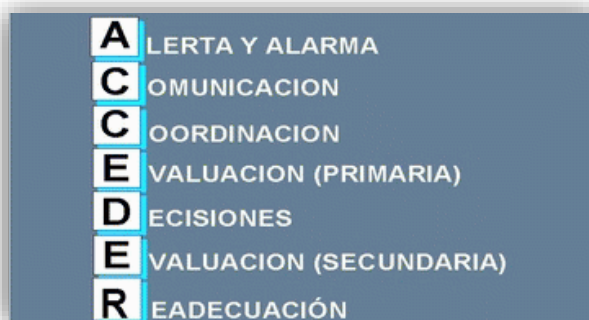 ALERTA Y ALARMA
COMUNICACION
COORDINACION
EVALUACION (PRIMARIA)
DECISIONES
EVALUACION (SECUNDARIA)
READECUACIÓN